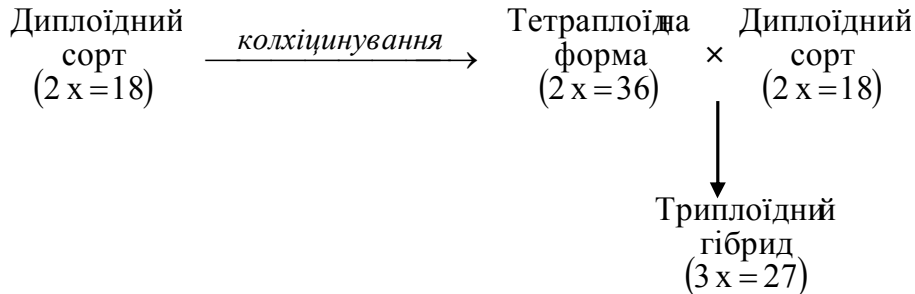 Диплоїдний
сорт
(2 x = 18)
колхіцинування
Тетраплоїдна
форма
(2 x = 36)
×
Диплоїдний
сорт
(2 x = 18)
Триплоїдний
гібрид
(3 x = 27)